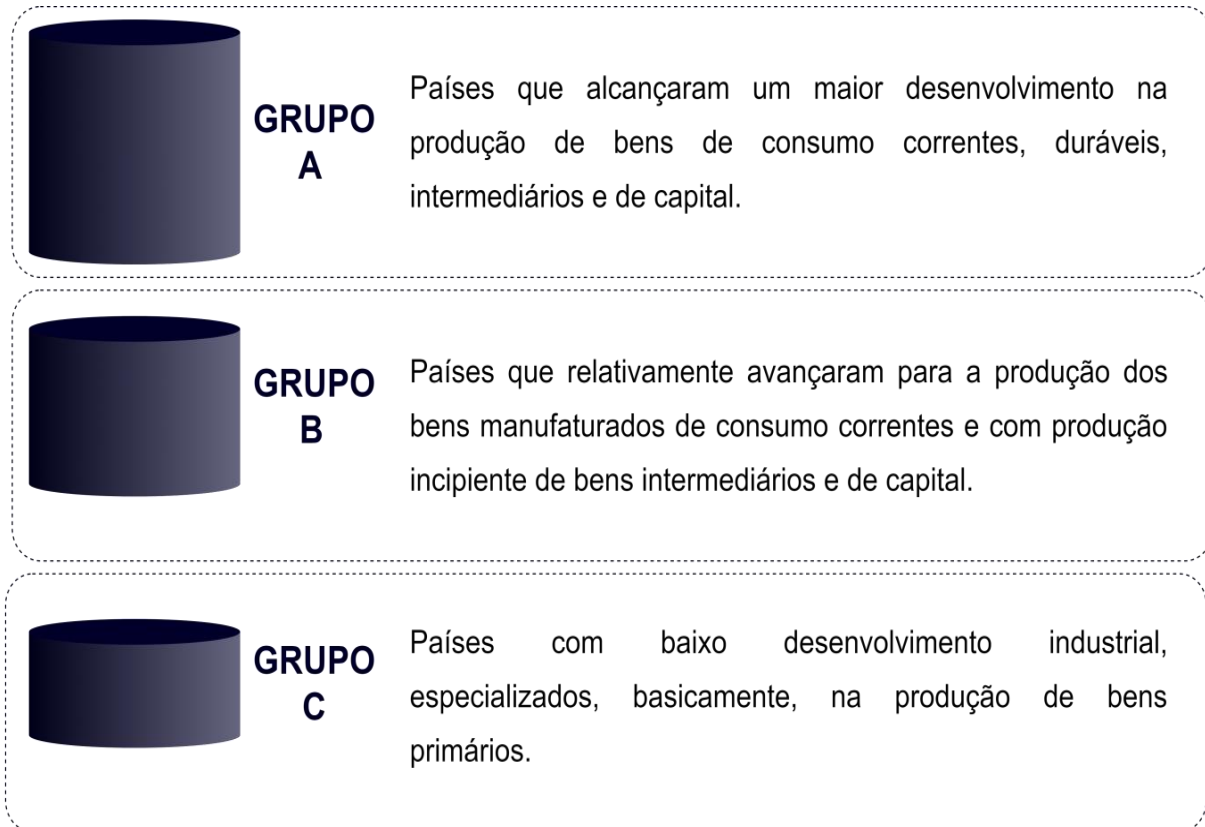 GRUPO
A
Países que alcançaram um maior desenvolvimento na
produção de bens de consumo correntes, duráveis,
intermediários e de capital.
GRUPO
B
Países que relativamente avançaram para a produção dos
bens manufaturados de consumo correntes e com produção
incipiente de bens intermediários e de capital.
GRUPO
C
Países com baixo desenvolvimento industrial,
especializados, basicamente, na produção de bens
primários.